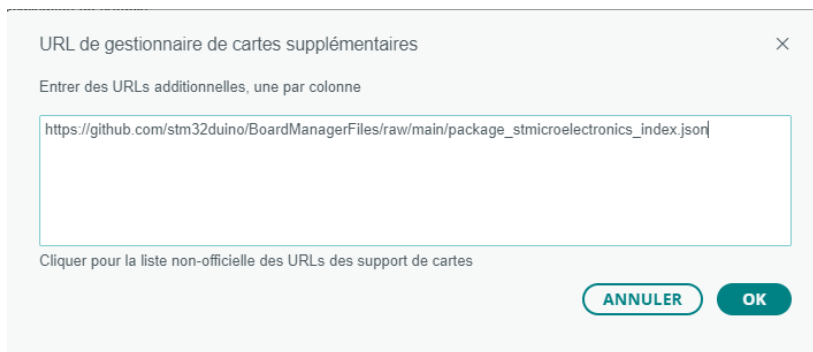 URL de gestionnaire de cartes supplémentaires
Entrer des URLs additionnelles, une par colonne
https://github.com/stm32duino/BoardManagerFiles/raw/main/package_stmicroelectronics_index.json
Cliquer pour la liste non-officielle des URLs des support de cartes
ANNULER OK